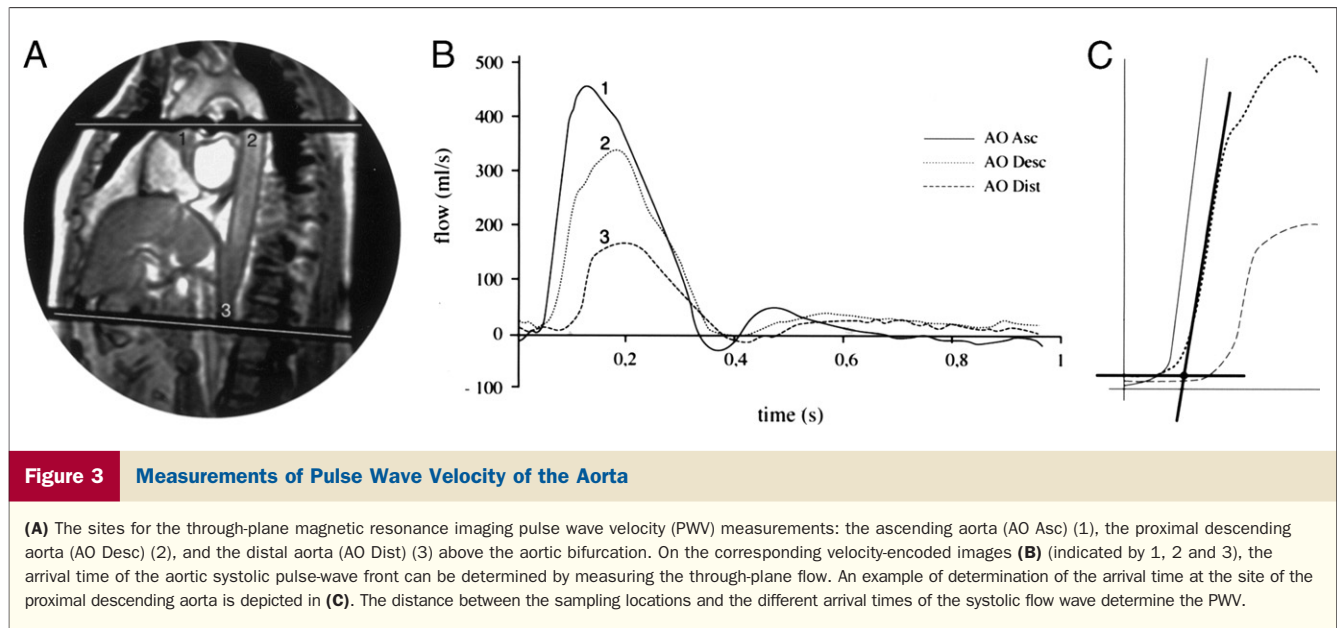 A
1
2
3
B
500
400
300
200
100
0
- 100
flow (ml/s)
1
2
3
AO Asc
AO Desc
AO Dist
0,2
0,4
0,6
0,8
1
time (s)
C
Figure 3
Measurements of Pulse Wave Velocity of the Aorta
(A) The sites for the through-plane magnetic resonance imaging pulse wave velocity (PWV) measurements: the ascending aorta (AO Asc) (1), the proximal descending
aorta (AO Desc) (2), and the distal aorta (AO Dist) (3) above the aortic bifurcation. On the corresponding velocity-encoded images (B) (indicated by 1, 2 and 3), the
arrival time of the aortic systolic pulse-wave front can be determined by measuring the through-plane flow. An example of determination of the arrival time at the site of the
proximal descending aorta is depicted in (C). The distance between the sampling locations and the different arrival times of the systolic flow wave determine the PWV.